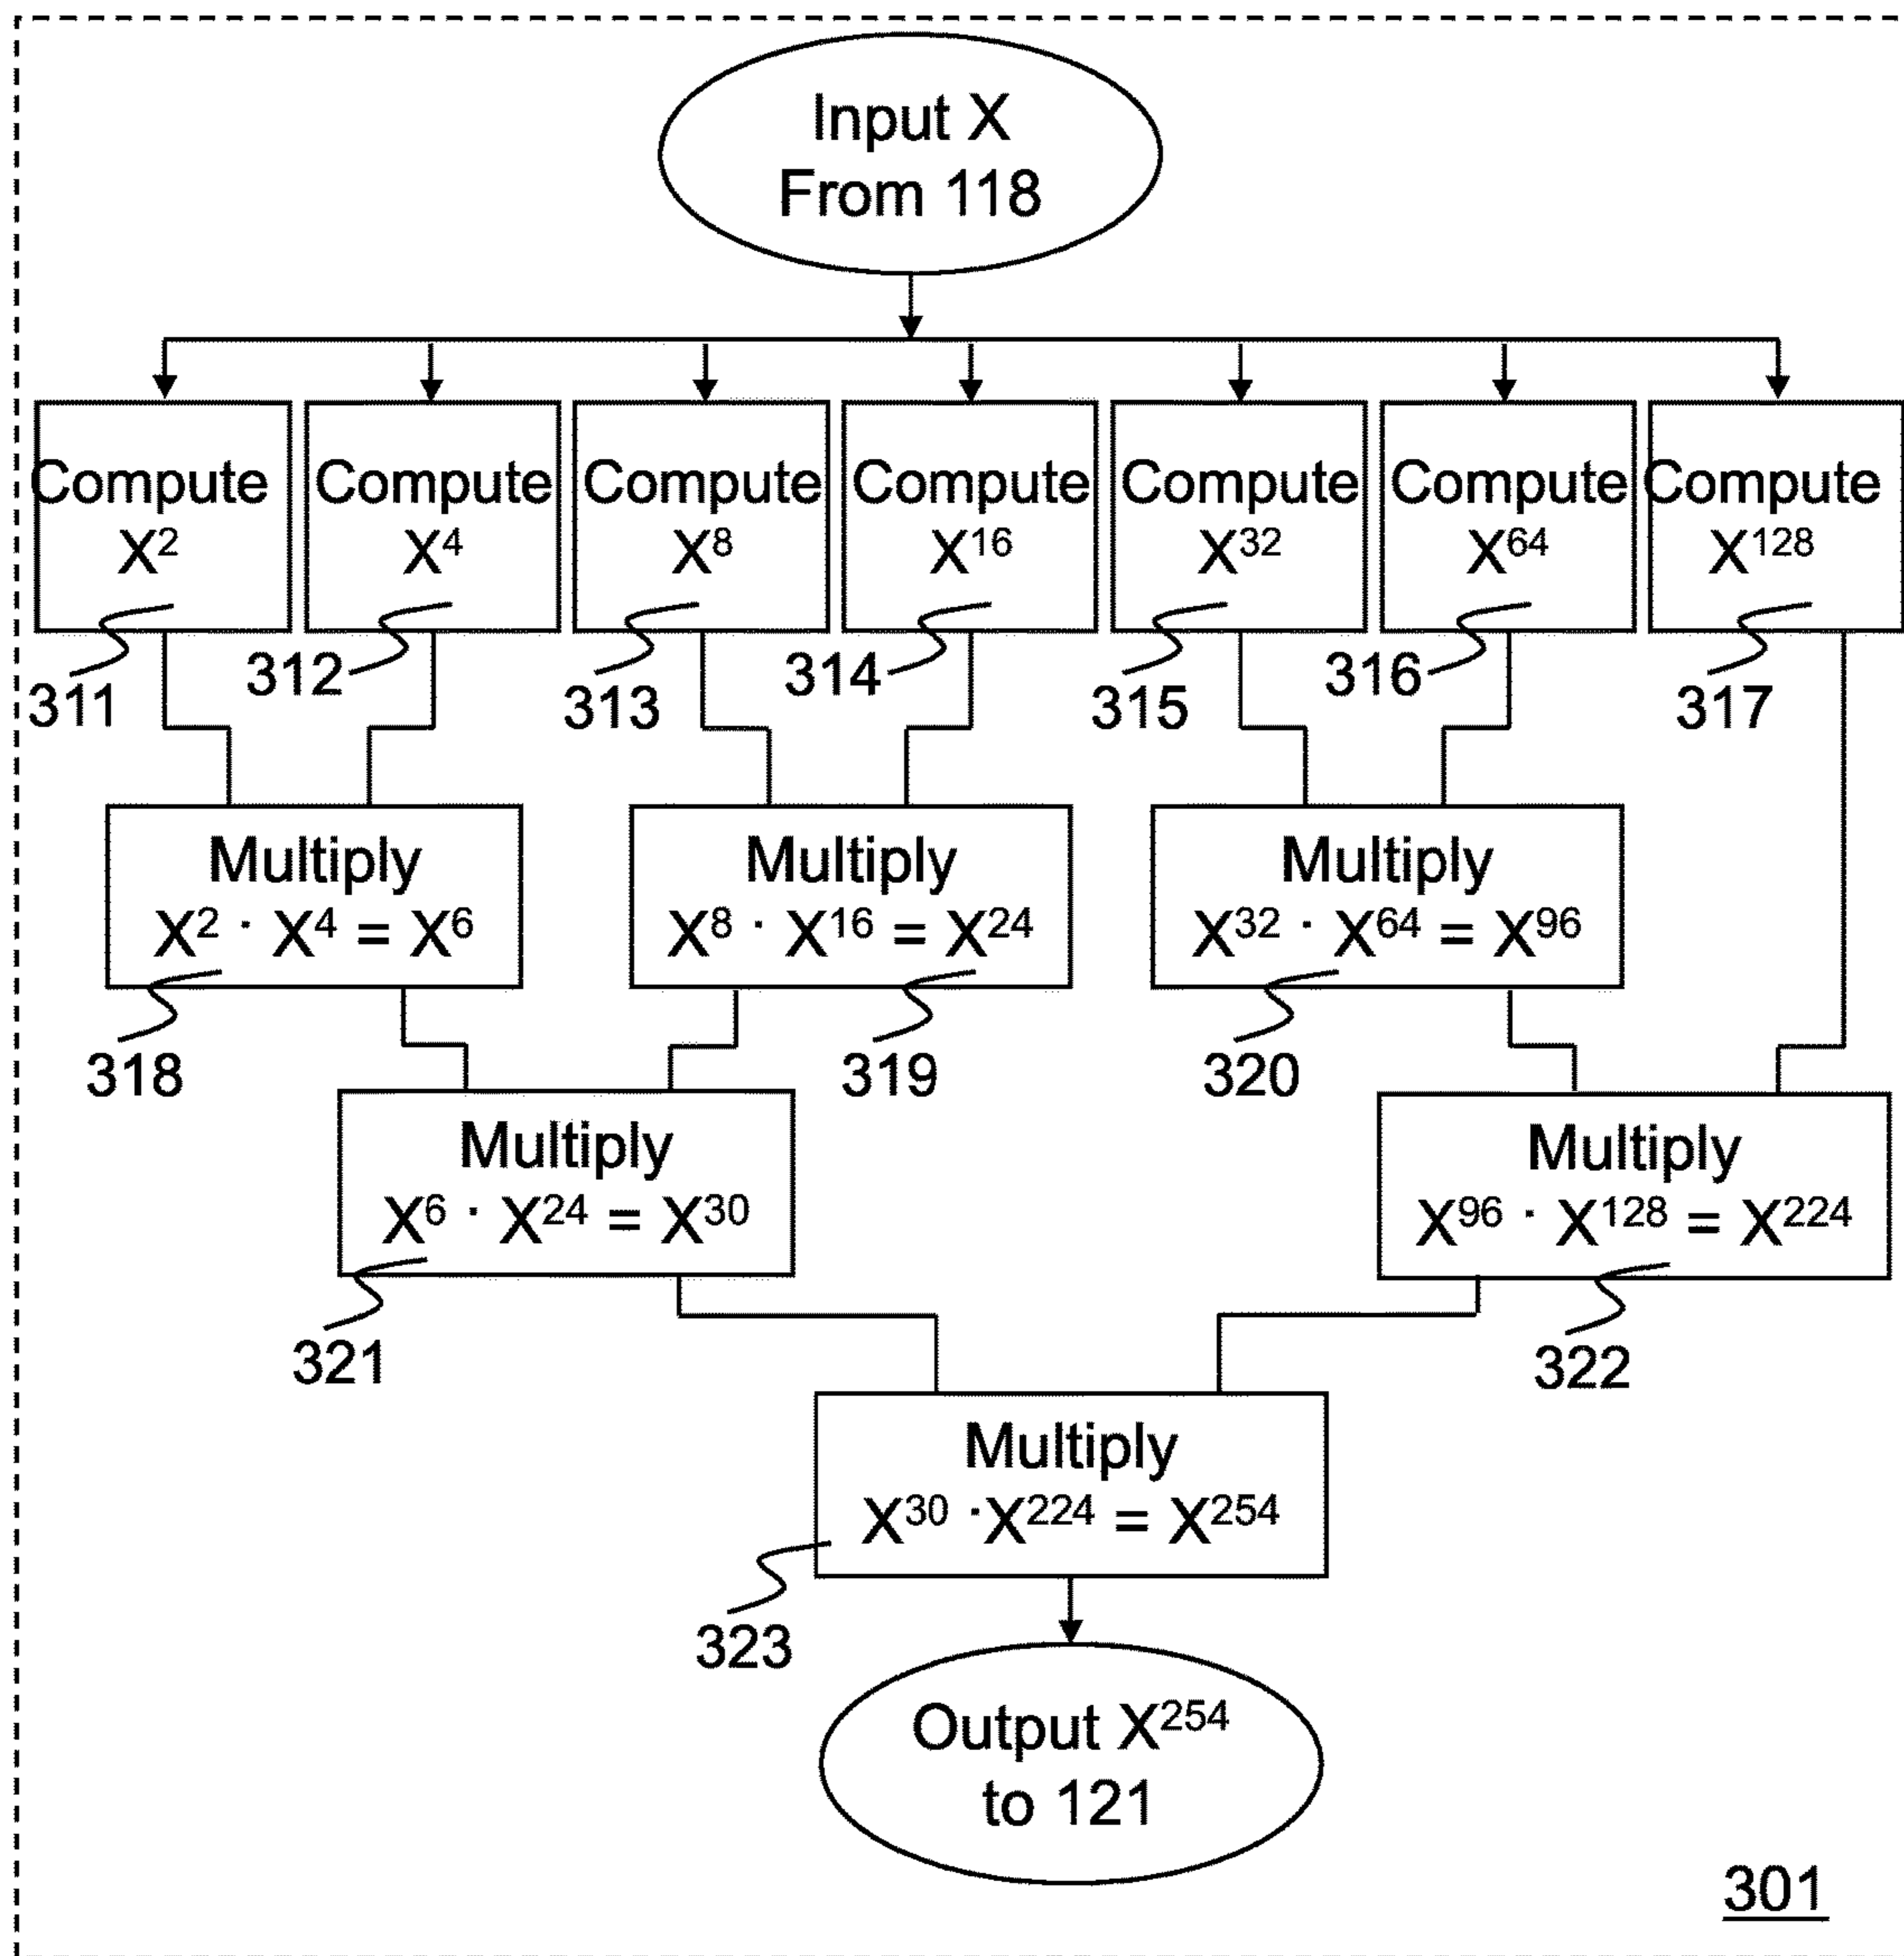 Input X
From 118
Compute
X²
Compute
X⁴
Compute
X⁸
Compute
X¹⁶
Compute
X³²
Compute
X⁶⁴
Compute
X¹²⁸
311
312
313
314
315
316
317
Multiply
X² · X⁴ = X⁶
Multiply
X⁸ · X¹⁶ = X²⁴
Multiply
X³² · X⁶⁴ = X⁹⁶
318
319
320
Multiply
X⁶ · X²⁴ = X³⁰
Multiply
X⁹⁶ · X¹²⁸ = X²²⁴
321
322
Multiply
X³⁰ · X²²⁴ = X²⁵⁴
323
Output X²⁵⁴
to 121
301